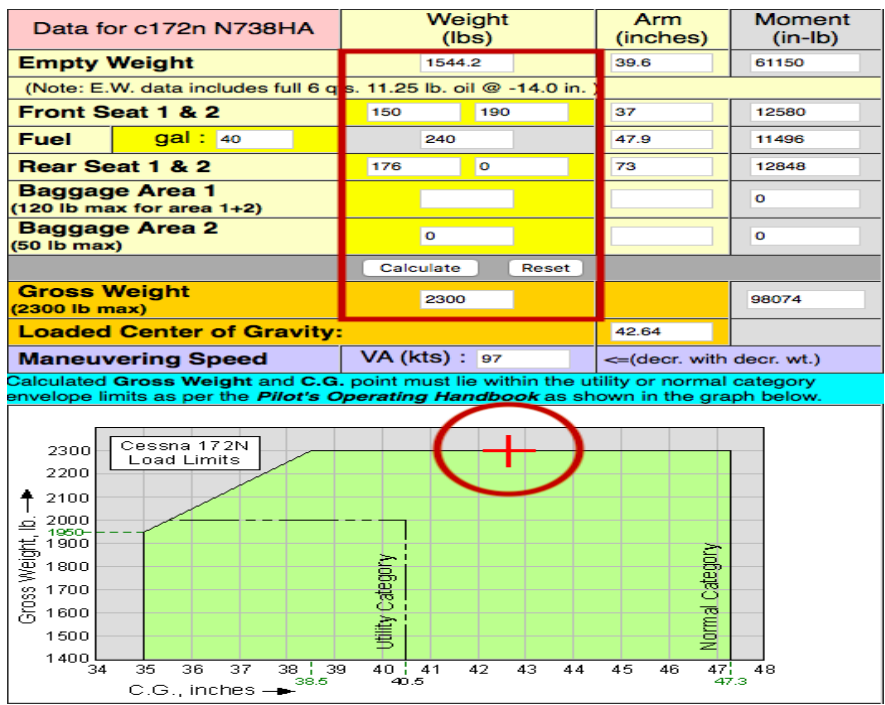 Data for c172n N738HA Weight (lbs) Arm (inches) Moment (in-lb)
Empty Weight 1544.2 39.6 61150
(Note: E.W. data includes full 6 q s. 11.25 lb. oil @ -14.0 in. )
Front Seat 1 & 2 150 190 37 12580
Fuel gal : 40 240 47.9 11496
Rear Seat 1 & 2 176 0 73 12848
Baggage Area 1
(120 lb max for area 1+2) 0
Baggage Area 2
(50 lb max) 0 0
Calculate Reset
Gross Weight
(2300 lb max) 2300 98074
Loaded Center of Gravity: 42.64
Maneuvering Speed VA (kts) : 97 <=(decr. with decr. wt.)
Calculated Gross Weight and C.G. point must lie within the utility or normal category
envelope limits as per the Pilot's Operating Handbook as shown in the graph below.
Cessna 172N
Load Limits
2300
2200
2100
2000
1950
1900
1800
1700
1600
1500
1400
Gross Weight, lb.
Utility Category
Normal Category
34 35 36 37 38 39 40 41 42 43 44 45 46 47 48
38.5 40.5 47.3
C.G., inches